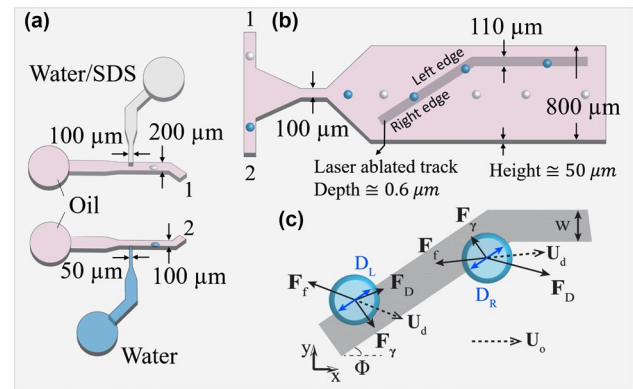 (a)
Water/SDS
100 μm
200 μm
1
Oil
2
50 μm
100 μm
Water
(b)
1
110 μm
Left edge
Right edge
100 μm
800 μm
2
Laser ablated track
Depth ≅ 0.6 μm
Height ≅ 50 μm
(c)
F_γ
W
F_f
U_d
D_L
F_D
F_f
D_R
F_D
U_d
F_γ
U_o
y
x
Φ